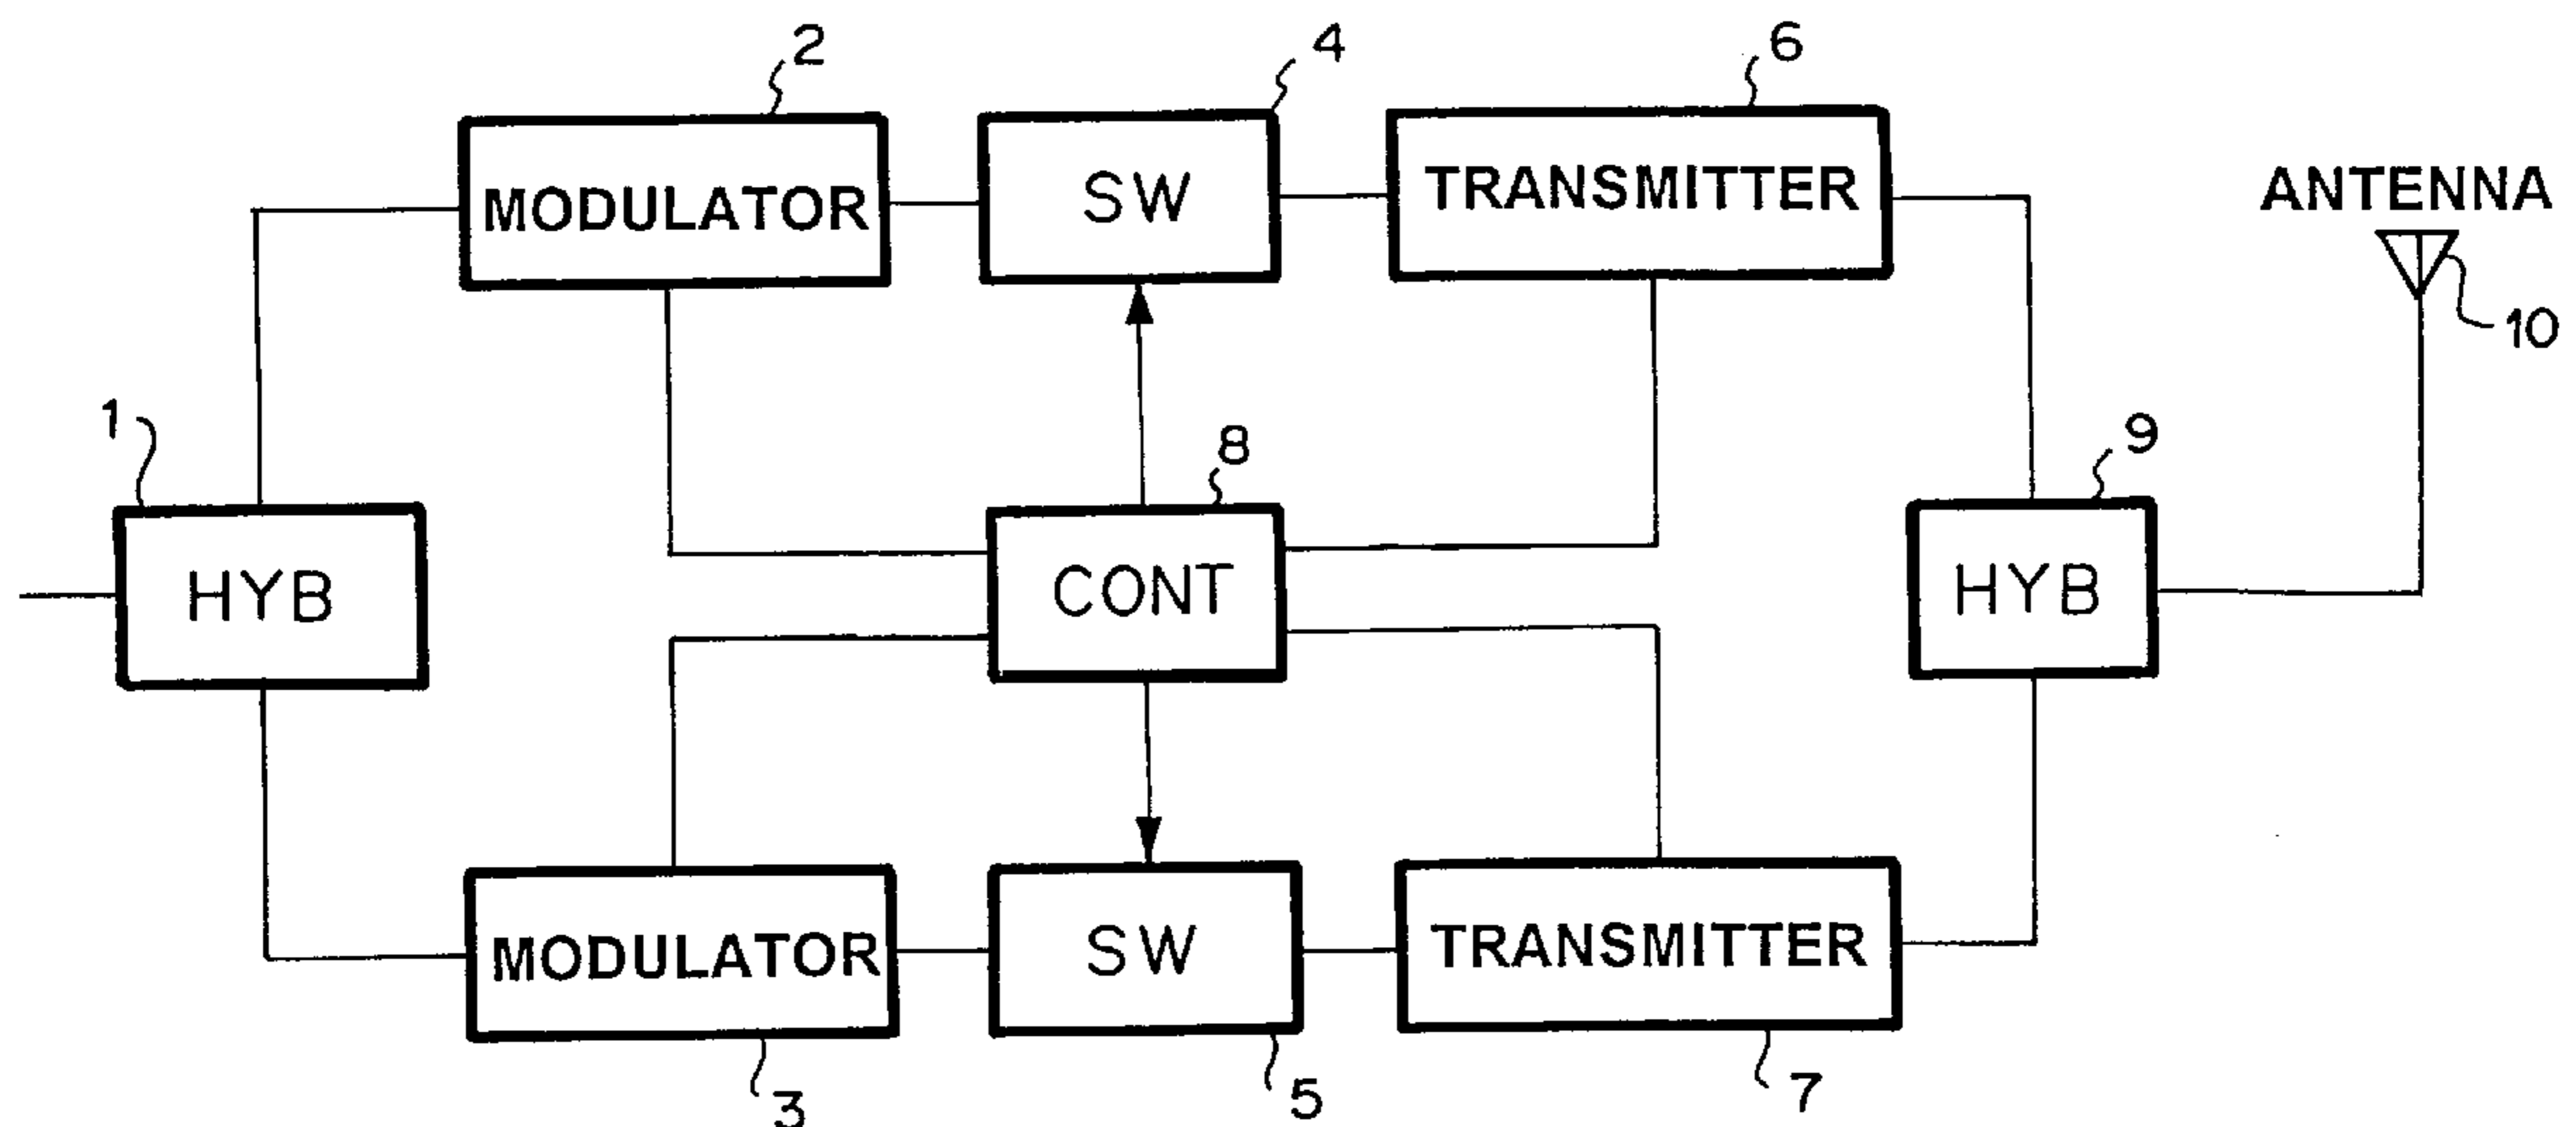 2
4
6
MODULATOR
SW
TRANSMITTER
ANTENNA
10
1
8
9
HYB
CONT
HYB
MODULATOR
SW
TRANSMITTER
3
5
7